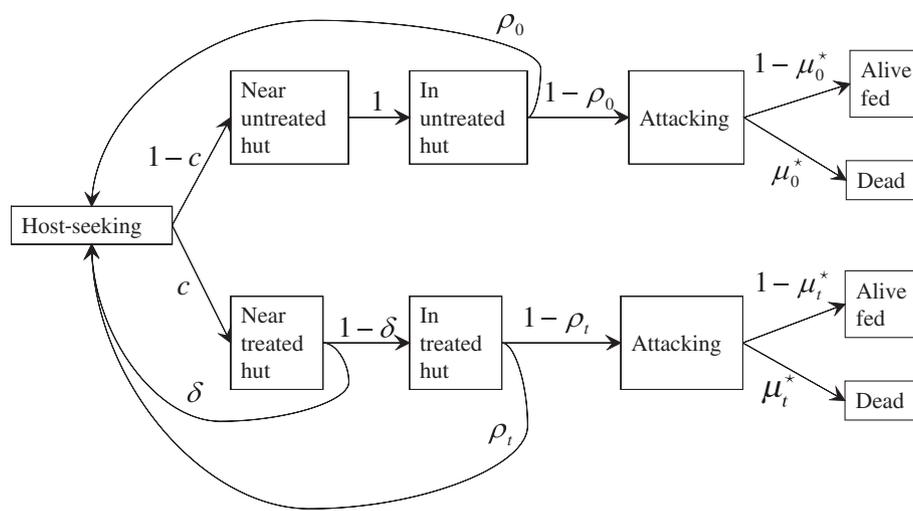 ρ₀
Near
untreated
hut
1
In
untreated
hut
1 − ρ₀
Attacking
1 − μ₀*
Alive
fed
μ₀*
Dead
1 − c
Host-seeking
c
Near
treated
hut
1 − δ
In
treated
hut
1 − ρₜ
Attacking
1 − μₜ*
Alive
fed
μₜ*
Dead
δ
ρₜ